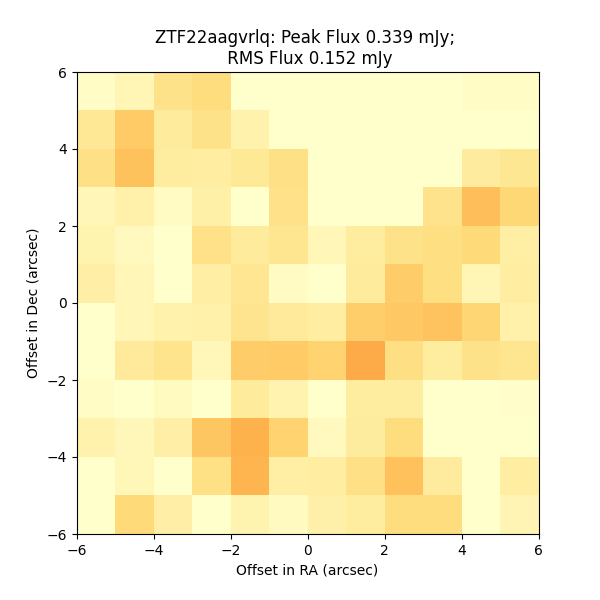 ZTF22aagvrlq: Peak Flux 0.339 mJy;
RMS Flux 0.152 mJy
6
4
2
0
−2
−4
−6
Offset in Dec (arcsec)
−6 −4 −2 0 2 4 6
Offset in RA (arcsec)